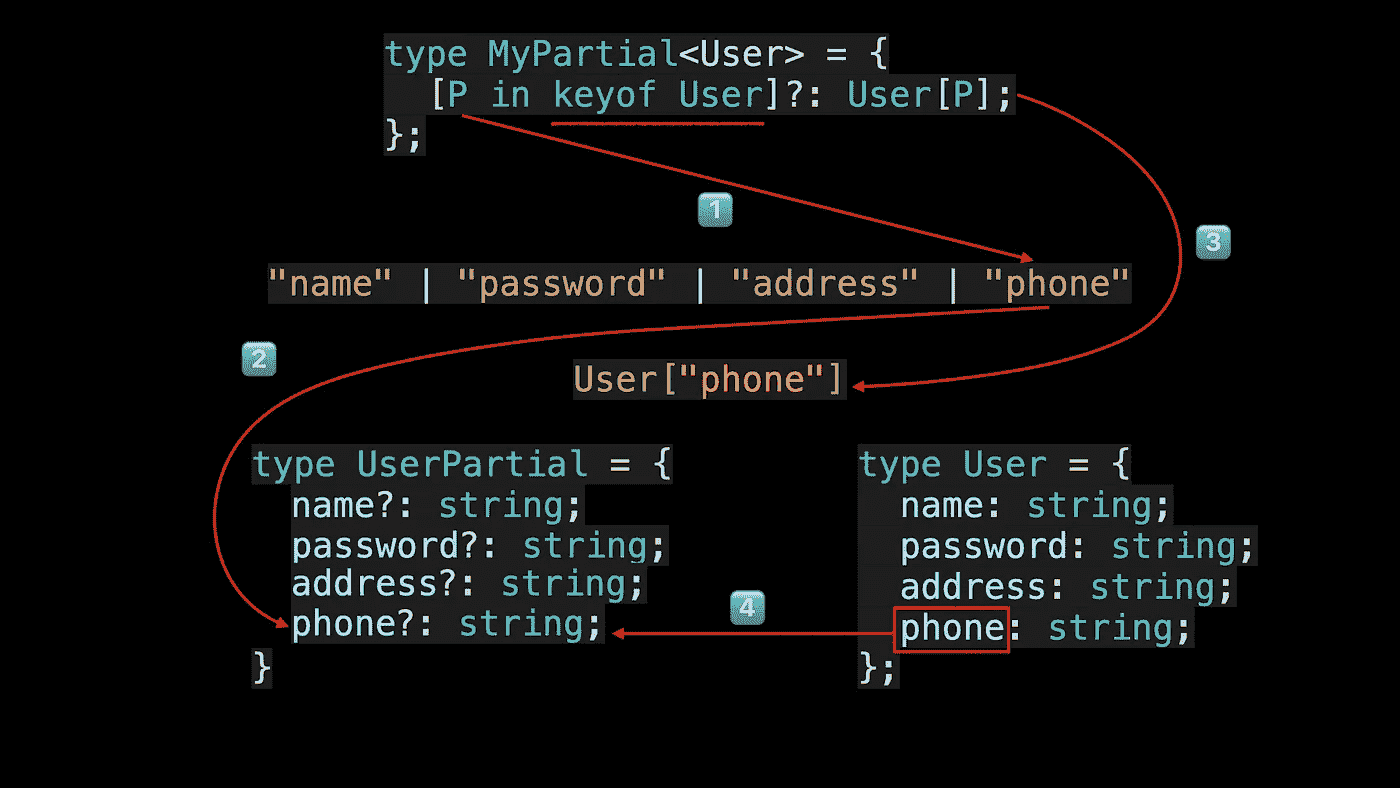 type MyPartial<User> = {
[P in keyof User]?: User[P];
};
1
3
"name" | "password" | "address" | "phone"
2
User["phone"]
type UserPartial = {
name?: string;
password?: string;
address?: string;
phone?: string;
}
4
type User = {
name: string;
password: string;
address: string;
phone: string;
};